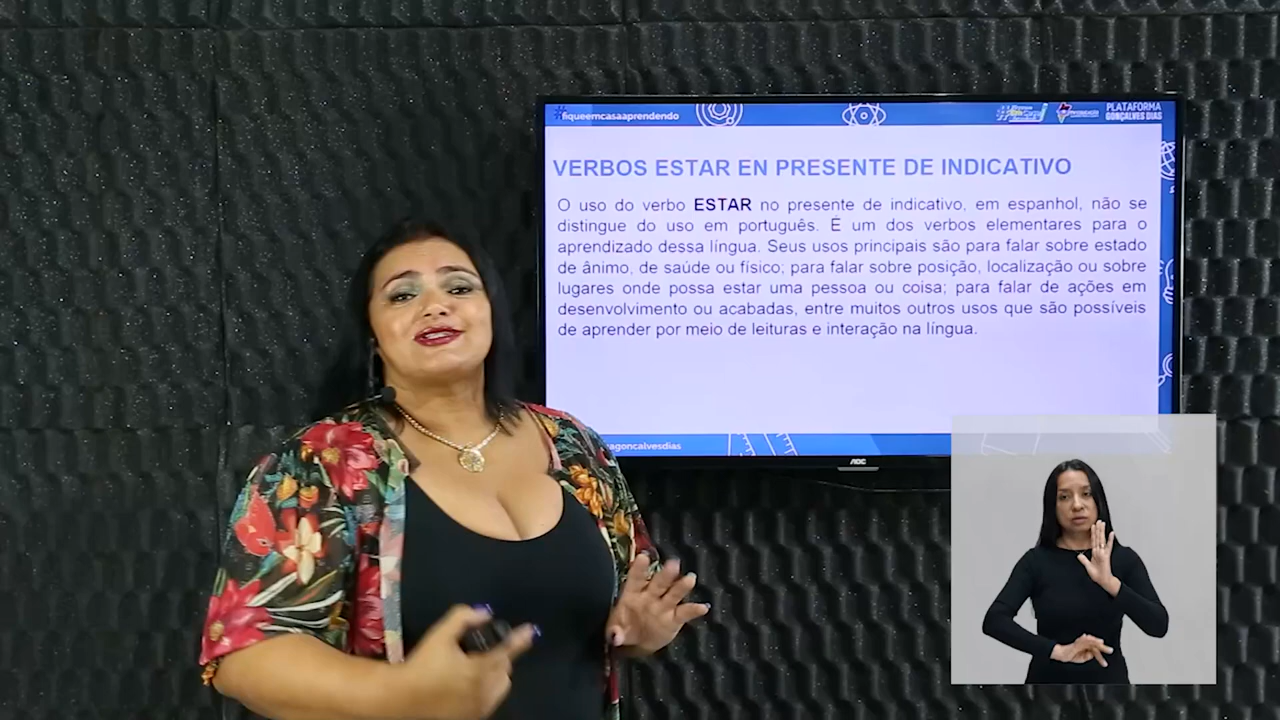 #fiqueemcasaaprendendo
PLATAFORMA
GONÇALVES DIAS
VERBOS ESTAR EN PRESENTE DE INDICATIVO
O uso do verbo ESTAR no presente de indicativo, em espanhol, não se
distingue do uso em português. É um dos verbos elementares para o
aprendizado dessa língua. Seus usos principais são para falar sobre estado
de ânimo, de saúde ou físico; para falar sobre posição, localização ou sobre
lugares onde possa estar uma pessoa ou coisa; para falar de ações em
desenvolvimento ou acabadas, entre muitos outros usos que são possíveis
de aprender por meio de leituras e interação na língua.
ragoncalvesdias
AOC